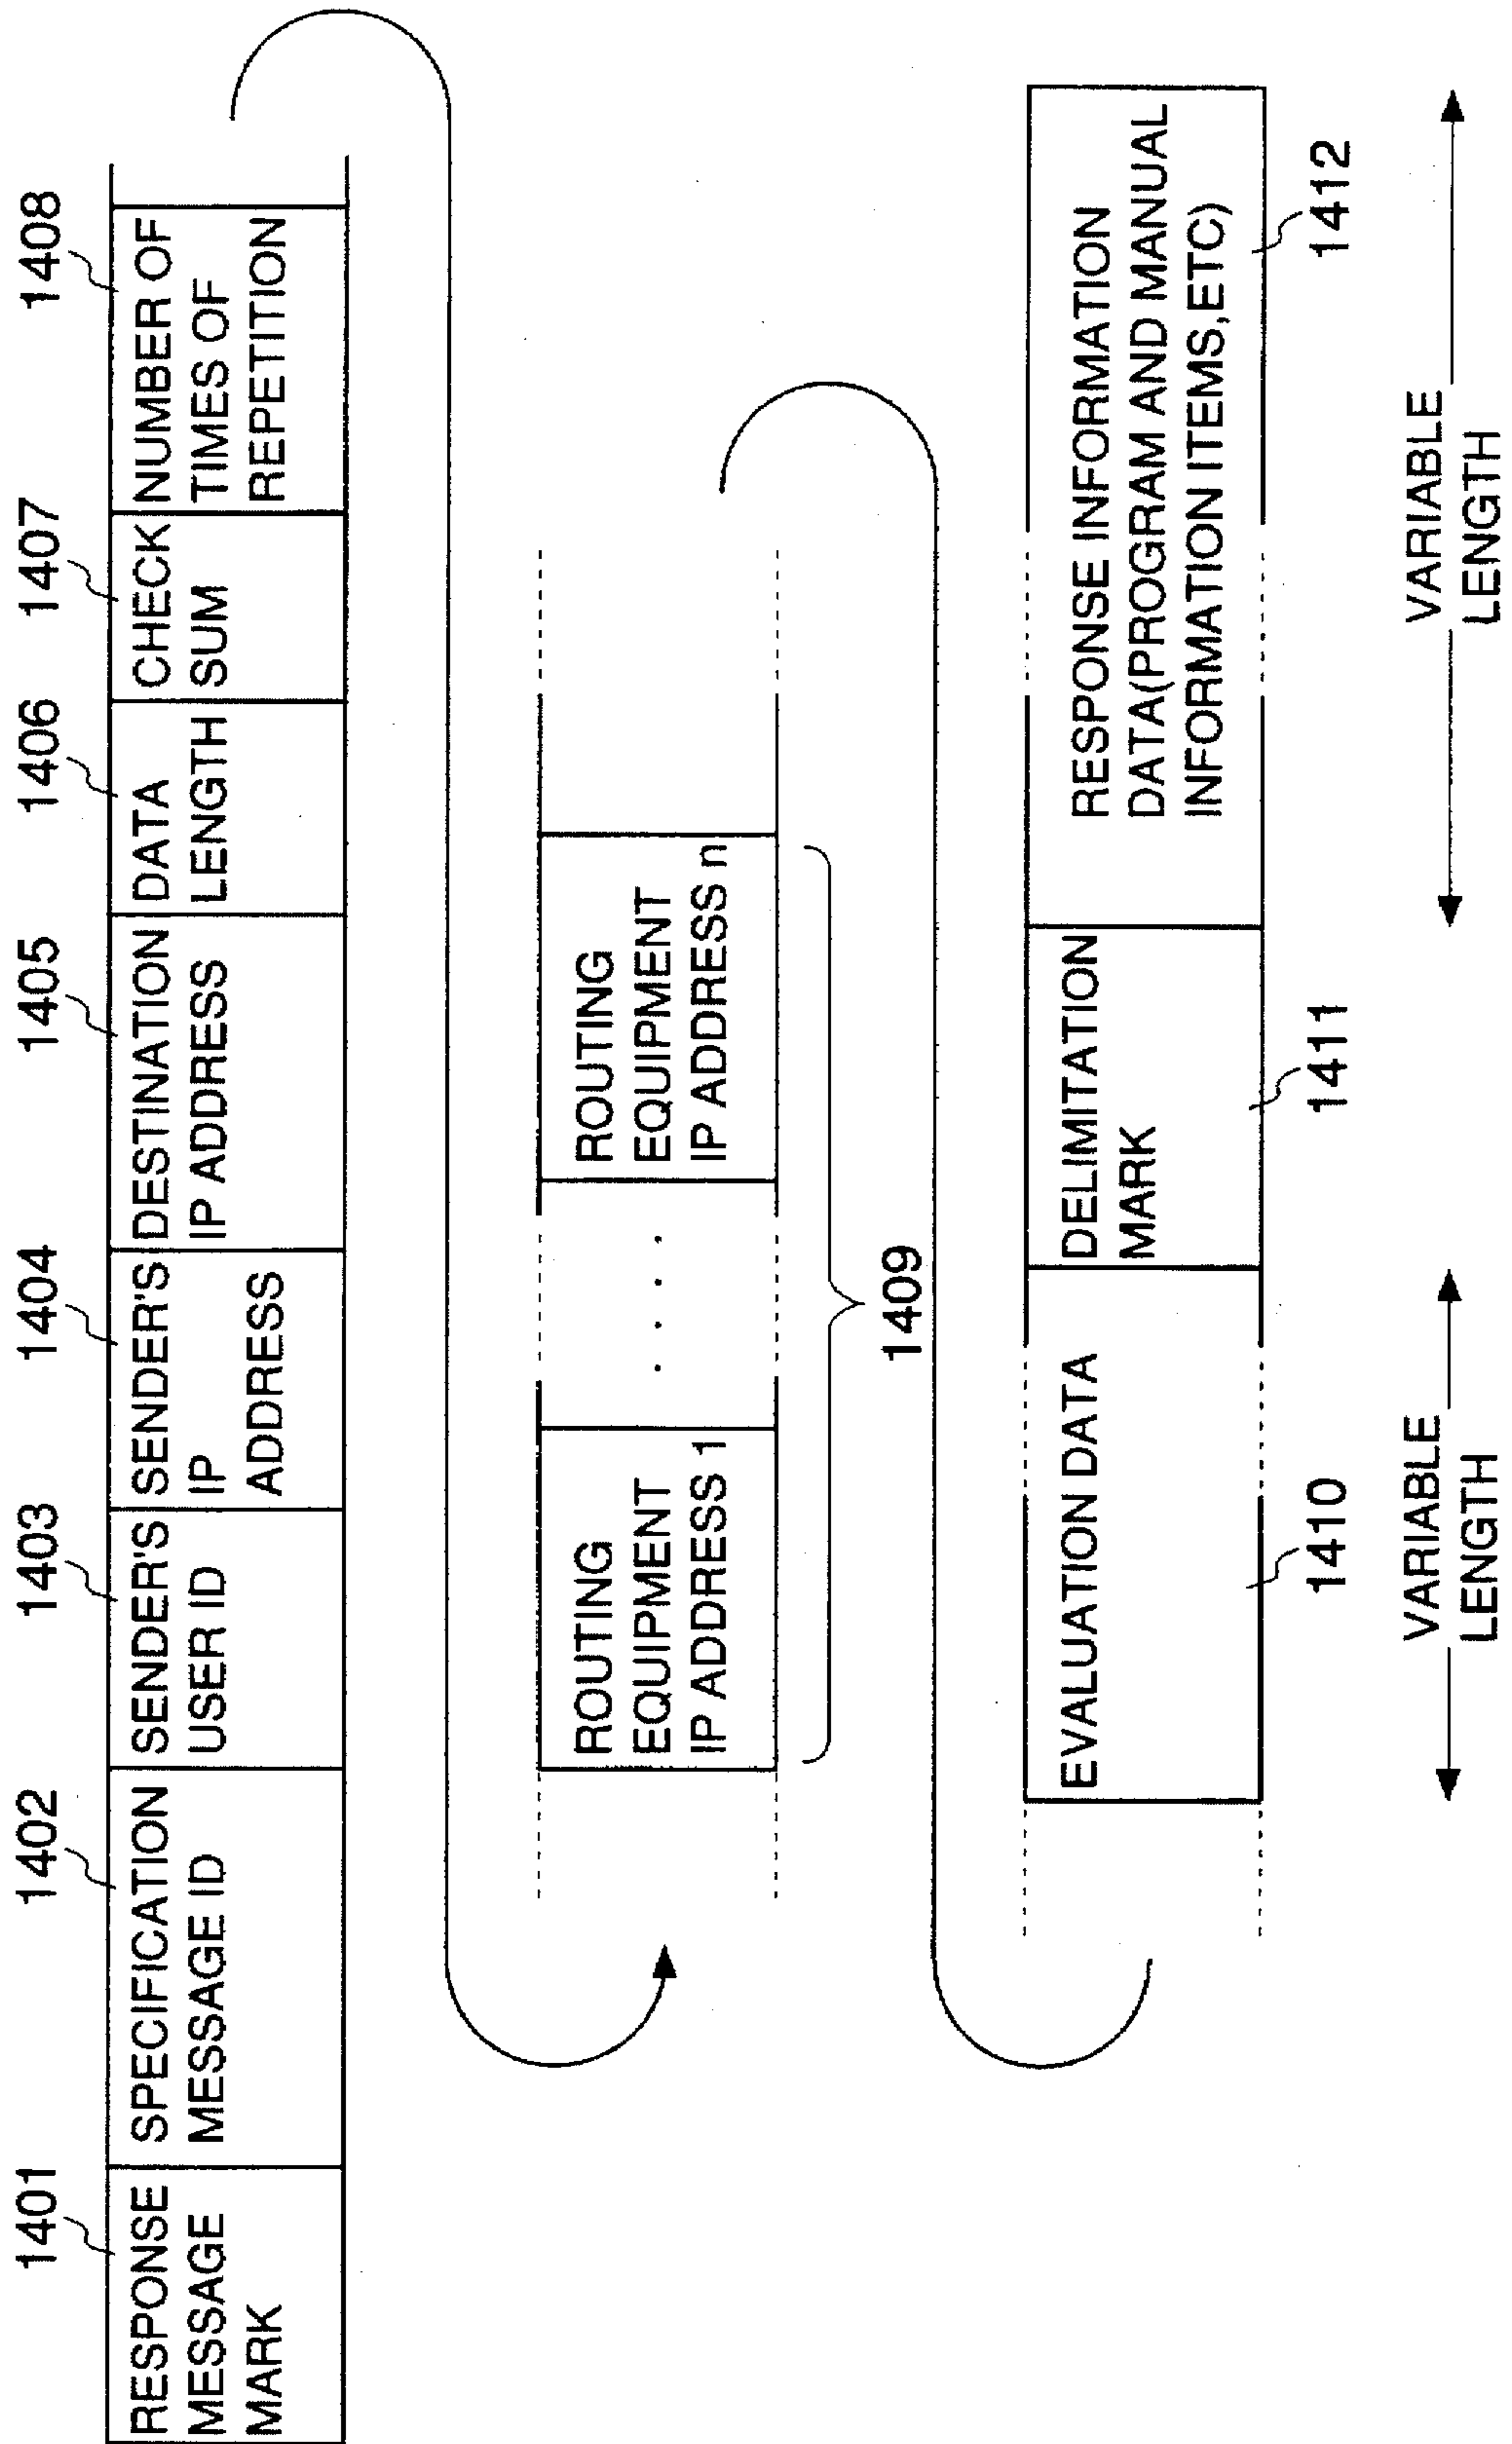 1401
1402
1403
1404
1405
1406
1407
1408
RESPONSE
MESSAGE
MARK
SPECIFICATION
MESSAGE ID
SENDER'S
USER ID
SENDER'S
IP
ADDRESS
DESTINATION
IP ADDRESS
DATA
LENGTH
CHECK
SUM
NUMBER OF
TIMES OF
REPETITION
ROUTING
EQUIPMENT
IP ADDRESS 1
. . . .
ROUTING
EQUIPMENT
IP ADDRESS n
1409
EVALUATION DATA
DELIMITATION
MARK
RESPONSE INFORMATION
DATA(PROGRAM AND MANUAL
INFORMATION ITEMS,ETC)
1410
1411
1412
VARIABLE
LENGTH
VARIABLE
LENGTH